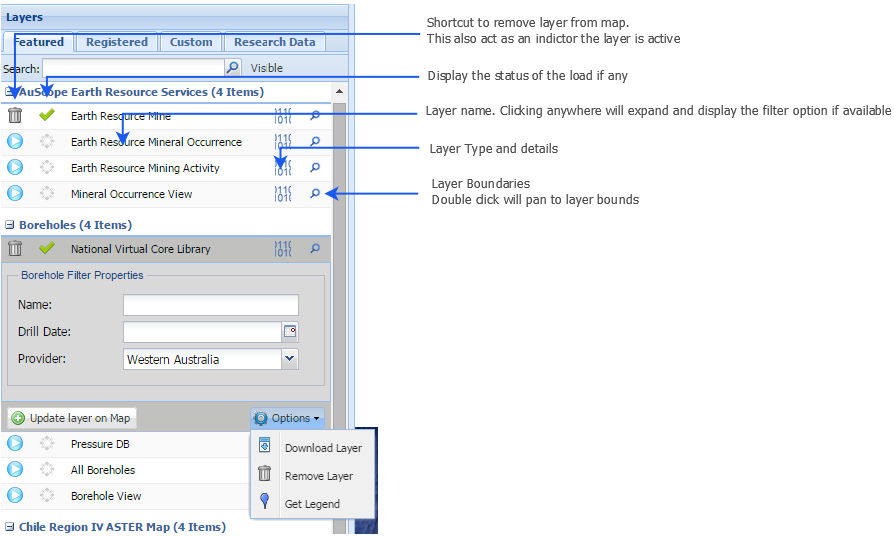 Layers
Featured
Registered
Custom
Research Data
Search:
Visible
AuScope Earth Resource Services (4 Items)
Earth Resource Mine
Earth Resource Mineral Occurrence
Earth Resource Mining Activity
Mineral Occurrence View
Boreholes (4 Items)
National Virtual Core Library
Borehole Filter Properties
Name:
Drill Date:
Provider:
Western Australia
Update layer on Map
Options
Download Layer
Remove Layer
Get Legend
Pressure DB
All Boreholes
Borehole View
Chile Region IV ASTER Map (4 Items)
Shortcut to remove layer from map.
This also act as an indictor the layer is active
Display the status of the load if any
Layer name. Clicking anywhere will expand and display the filter option if available
Layer Type and details
Layer Boundaries
Double click will pan to layer bounds